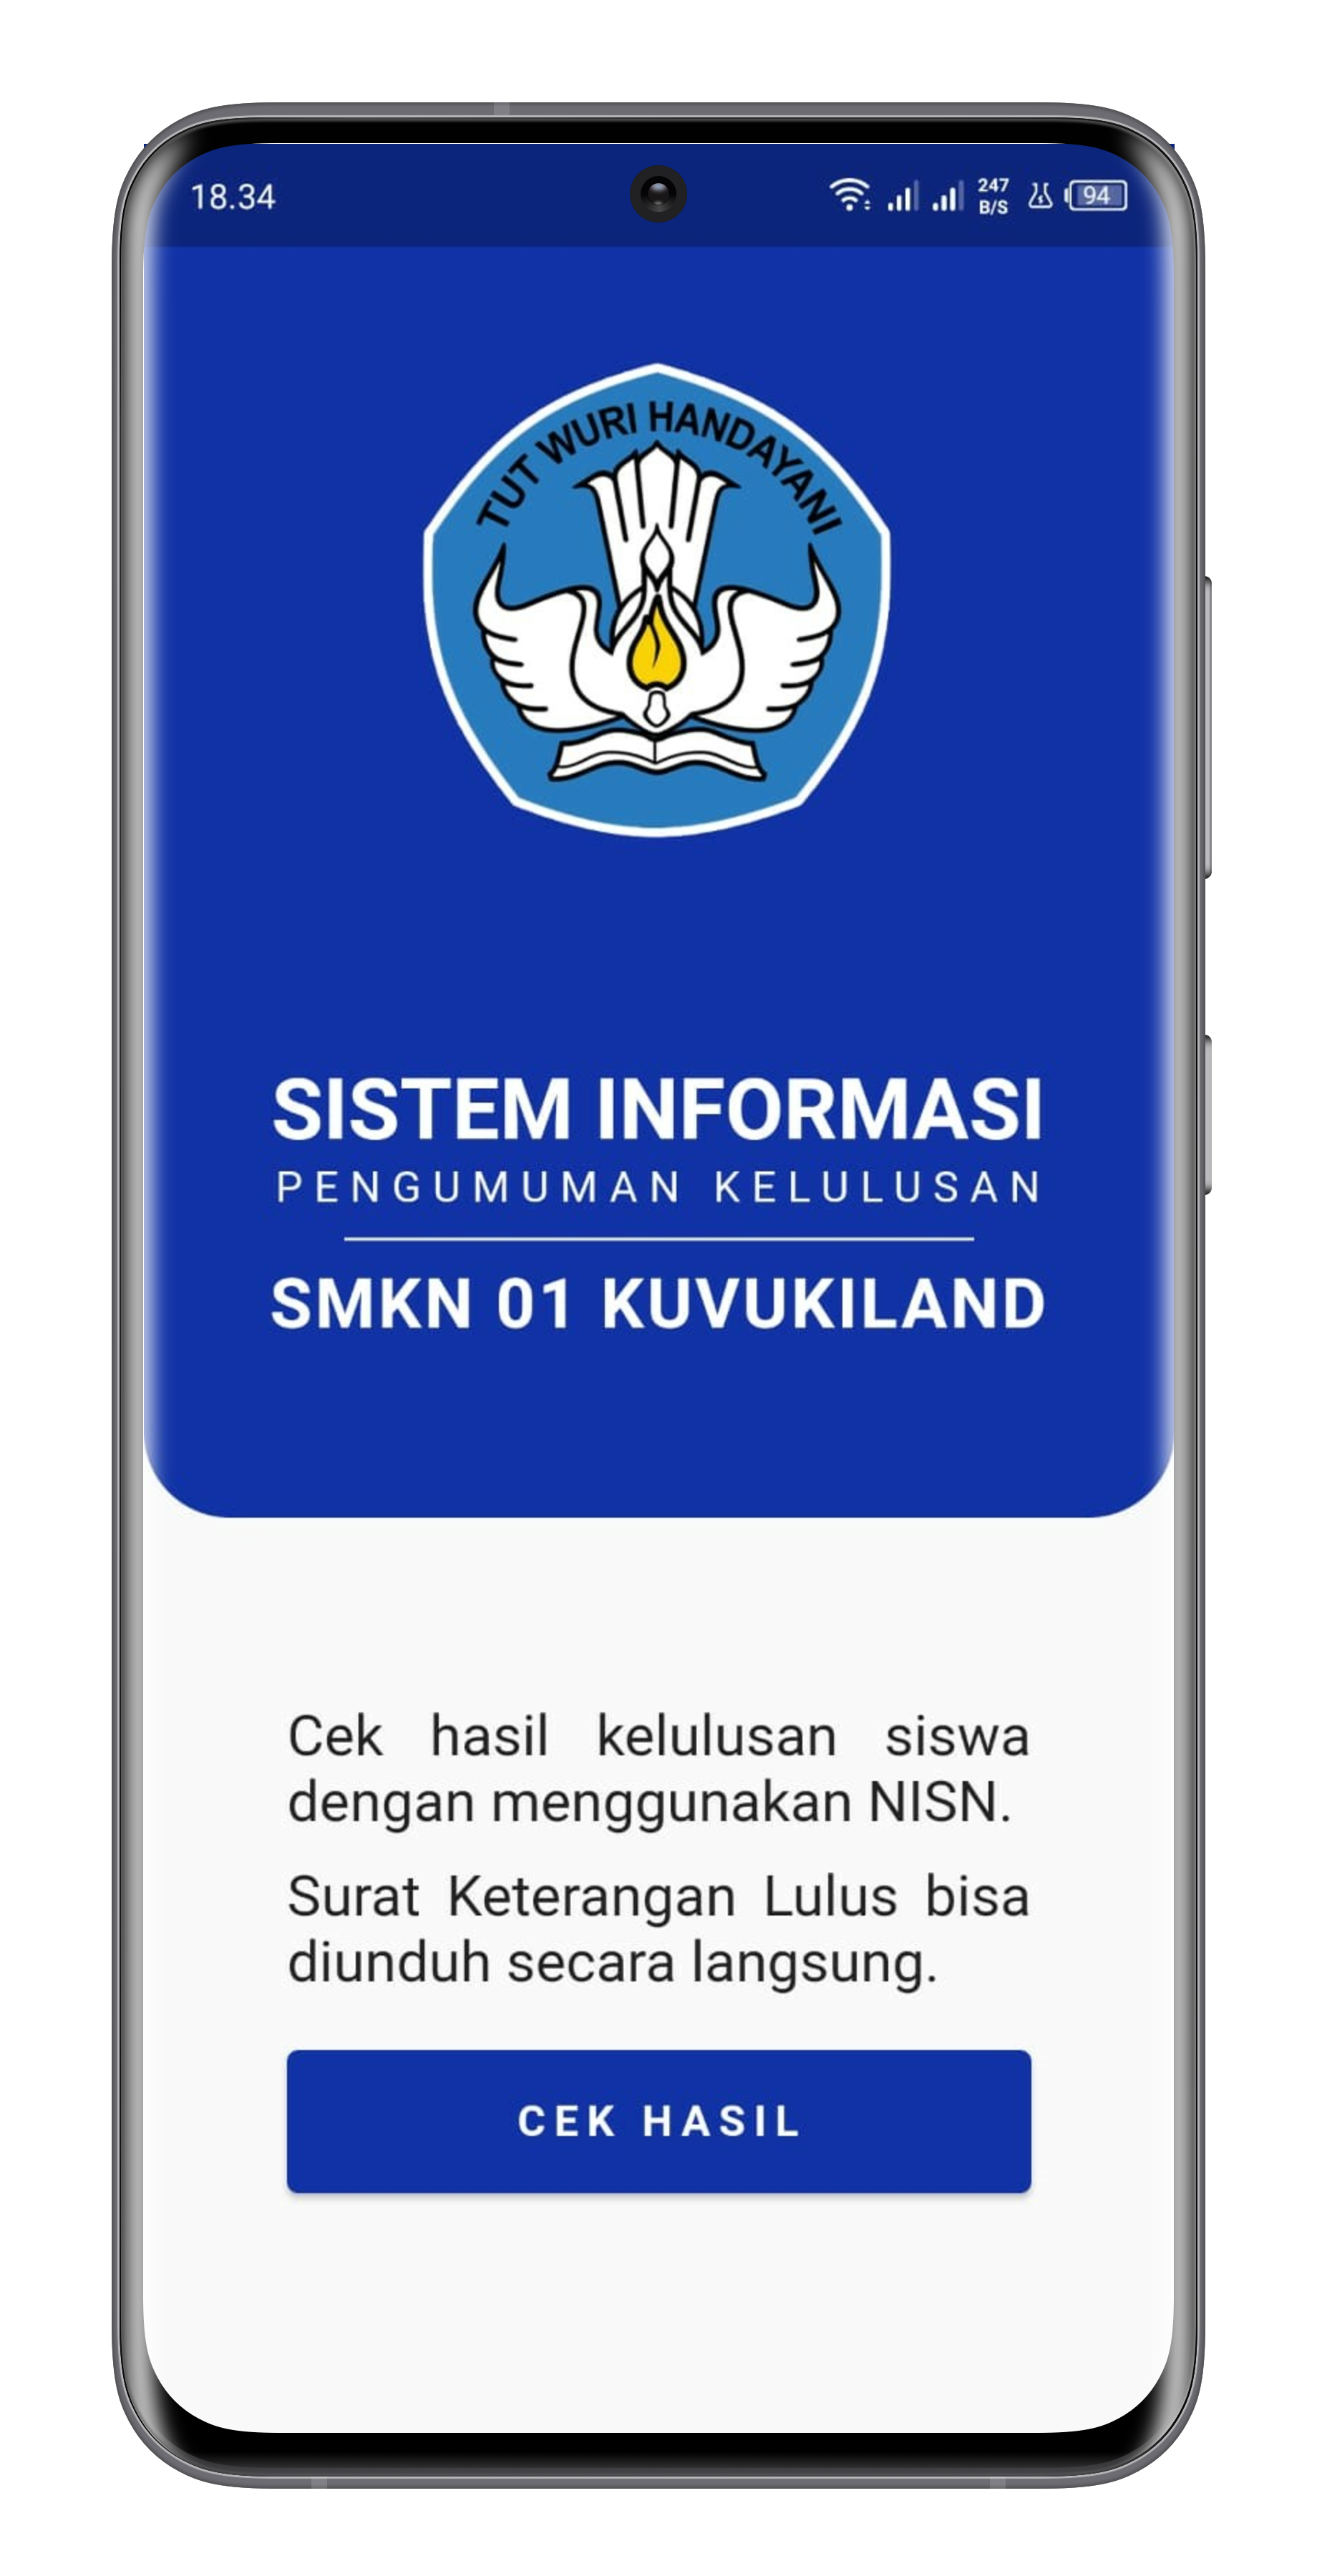 18.34
247
B/S
94
TUT WURI HANDAYANI
SISTEM INFORMASI
PENGUMUMAN KELULUSAN
SMKN 01 KUVUKILAND
Cek hasil kelulusan siswa
dengan menggunakan NISN.
Surat Keterangan Lulus bisa
diunduh secara langsung.
CEK HASIL